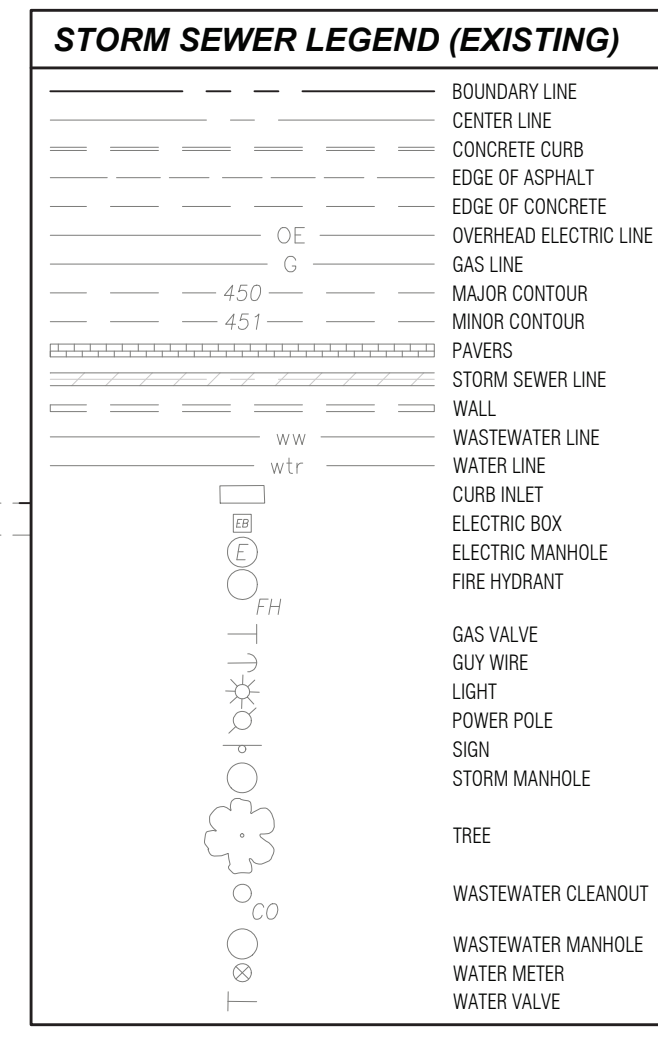 STORM SEWER LEGEND (EXISTING)
BOUNDARY LINE
CENTER LINE
CONCRETE CURB
EDGE OF ASPHALT
EDGE OF CONCRETE
OE OVERHEAD ELECTRIC LINE
G GAS LINE
450 MAJOR CONTOUR
451 MINOR CONTOUR
PAVERS
STORM SEWER LINE
WALL
ww WASTEWATER LINE
wtr WATER LINE
CURB INLET
EB ELECTRIC BOX
E ELECTRIC MANHOLE
FIRE HYDRANT
FH
GAS VALVE
GUY WIRE
LIGHT
POWER POLE
SIGN
STORM MANHOLE
TREE
WASTEWATER CLEANOUT
CO
WASTEWATER MANHOLE
WATER METER
WATER VALVE